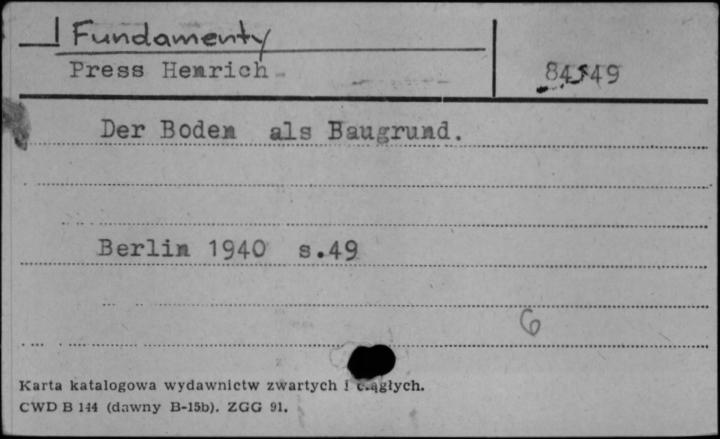 Fundamenty
Press Henrich
Der Boden als Baugrund.
Berlin 1940 s.49
6
Karta katalogowa wydawnictw zwartych i ciągłych.
CWD B 144 (dawny B-15b). ZGG 91.